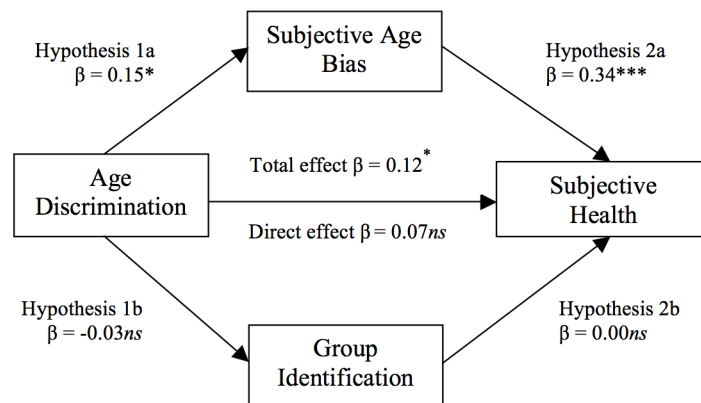 Hypothesis 1a
β = 0.15*
Subjective Age
Bias
Hypothesis 2a
β = 0.34***
Age
Discrimination
Total effect β = 0.12*
Direct effect β = 0.07ns
Subjective
Health
Hypothesis 1b
β = -0.03ns
Group
Identification
Hypothesis 2b
β = 0.00ns